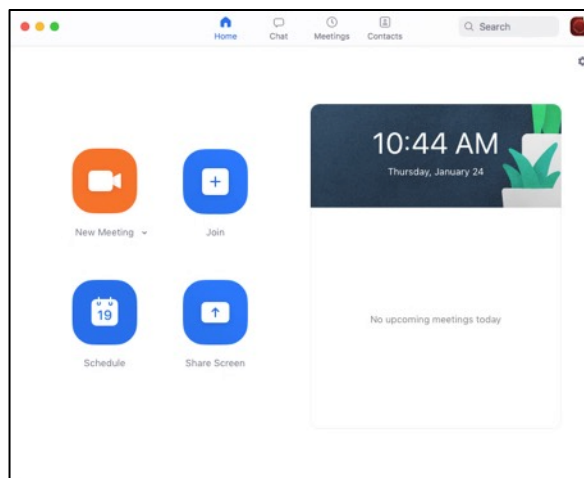 Home Chat Meetings Contacts Search
10:44 AM
Thursday, January 24
New Meeting Join
19
Schedule Share Screen
No upcoming meetings today